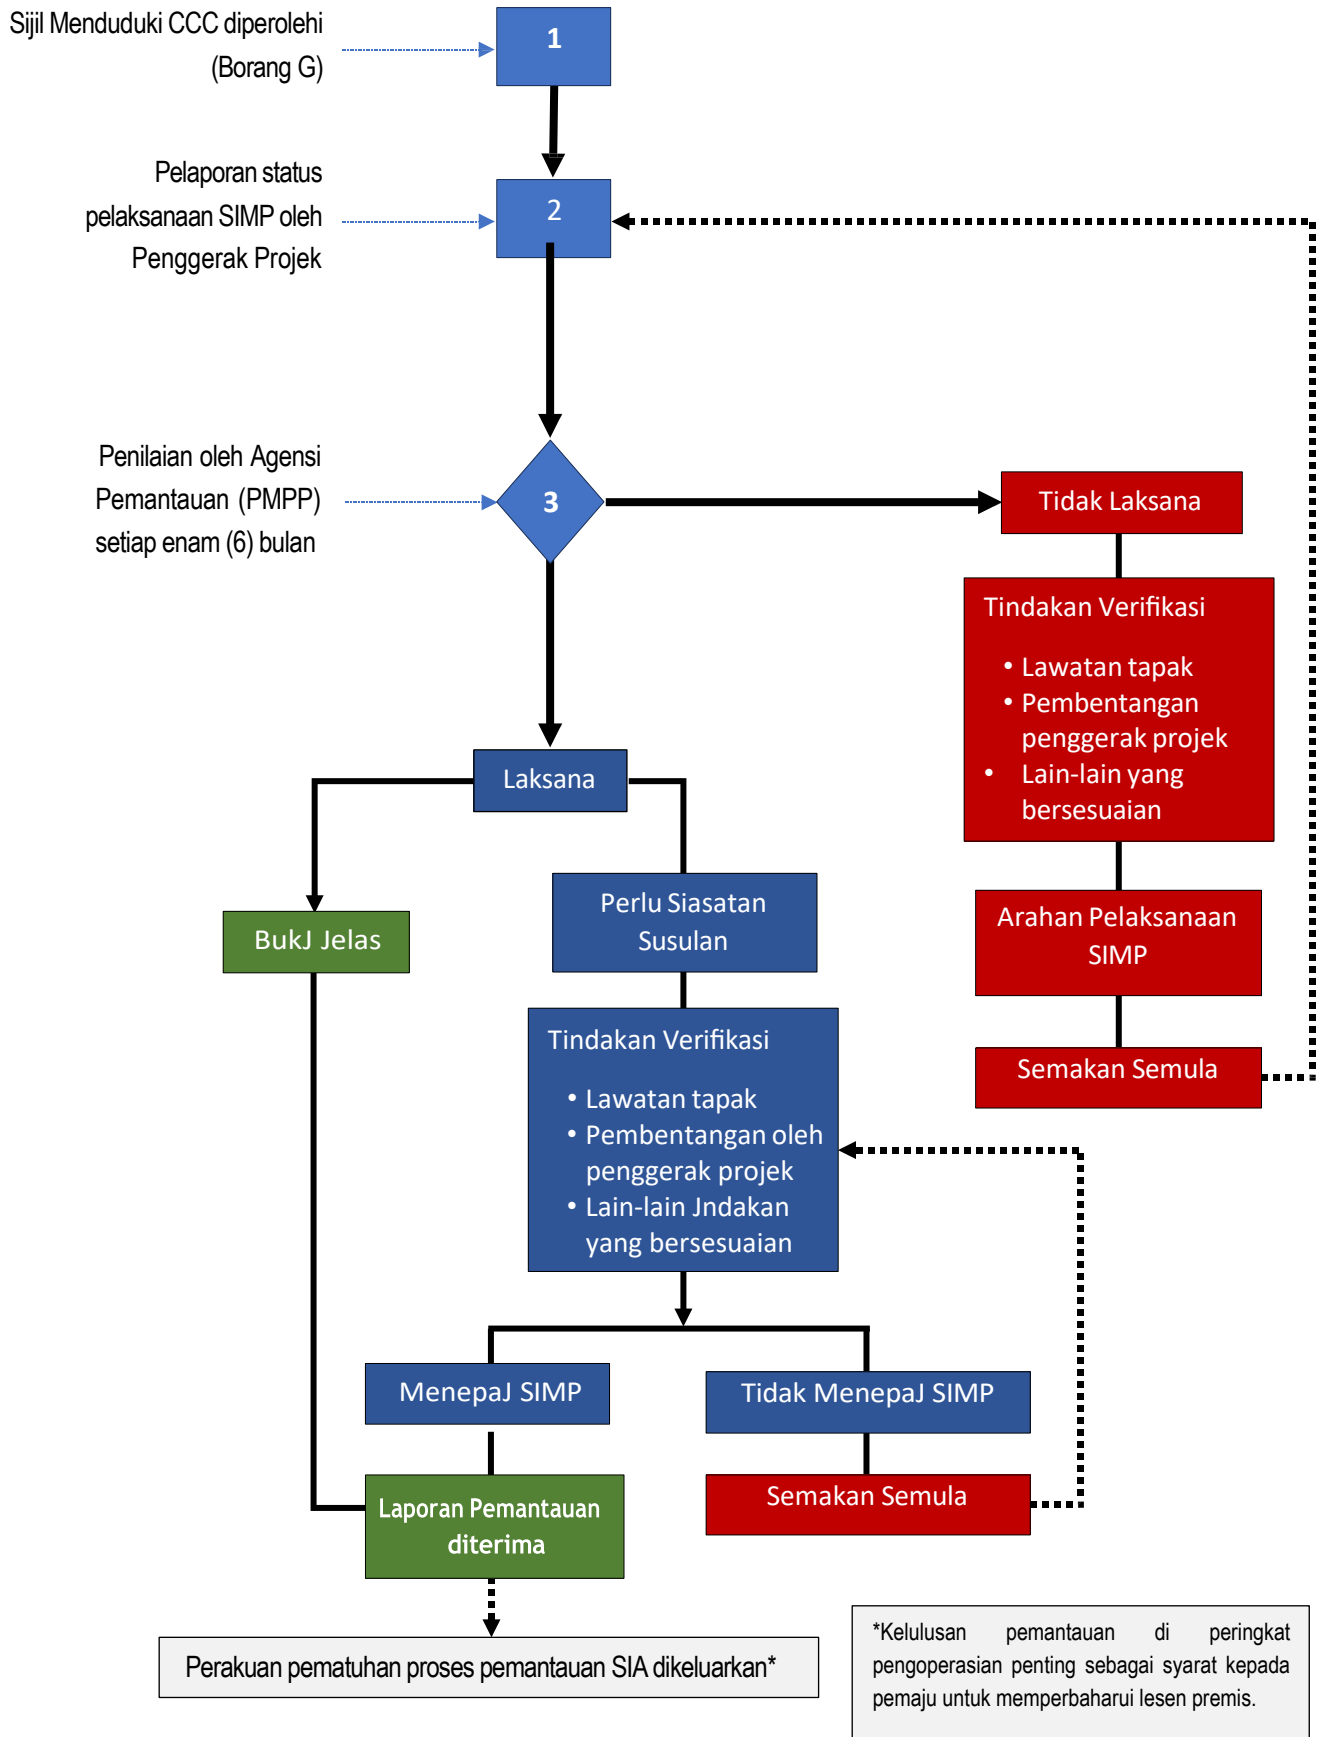 Sijil Menduduki CCC diperolehi
(Borang G)
1
Pelaporan status
pelaksanaan SIMP oleh
Penggerak Projek
2
Penilaian oleh Agensi
Pemantauan (PMPP)
setiap enam (6) bulan
3
Tidak Laksana
Tindakan Verifikasi
• Lawatan tapak
• Pembentangan
penggerak projek
• Lain-lain yang
bersesuaian
Laksana
BukJ Jelas
Perlu Siasatan
Susulan
Arahan Pelaksanaan
SIMP
Semakan Semula
Tindakan Verifikasi
• Lawatan tapak
• Pembentangan oleh
penggerak projek
• Lain-lain Jndakan
yang bersesuaian
MenepaJ SIMP
Tidak MenepaJ SIMP
Laporan Pemantauan
diterima
Semakan Semula
Perakuan pematuhan proses pemantauan SIA dikeluarkan*
*Kelulusan pemantauan di peringkat
pengoperasian penting sebagai syarat kepada
pemaju untuk memperbaharui lesen premis.